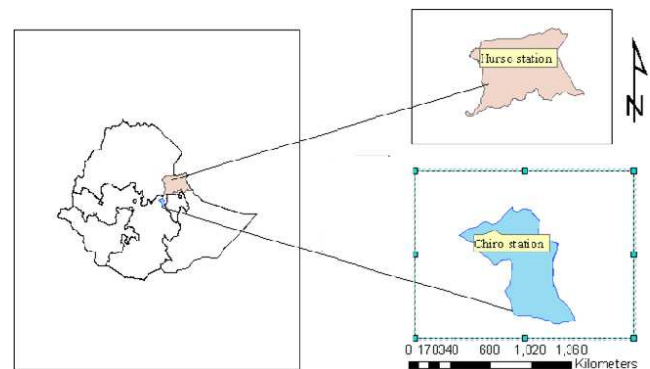 Hurso station
N
Chiro station
0 170340 600 1,020 1,360
Kilometers